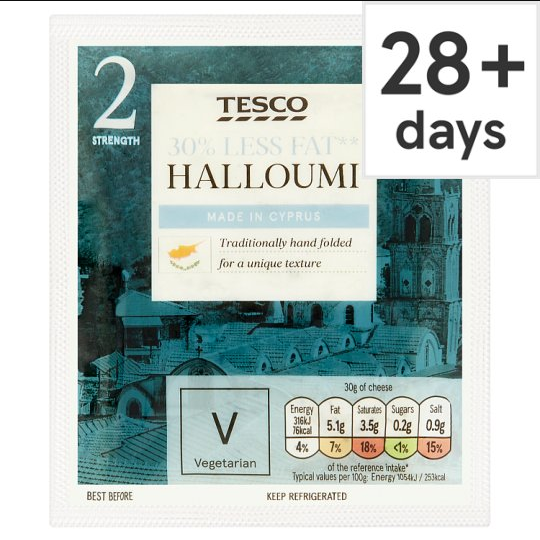 28+
days
2
STRENGTH
TESCO
30% LESS FAT**
HALLOUMI
MADE IN CYPRUS
Traditionally hand folded
for a unique texture
V
Vegetarian
30g of cheese
Energy Fat Saturates Sugars Salt
316kJ
76kcal 5.1g 3.5g 0.2g 0.9g
4% 7% 18% <1% 15%
of the reference intake*
Typical values per 100g: Energy 1054kJ / 253kcal
BEST BEFORE KEEP REFRIGERATED